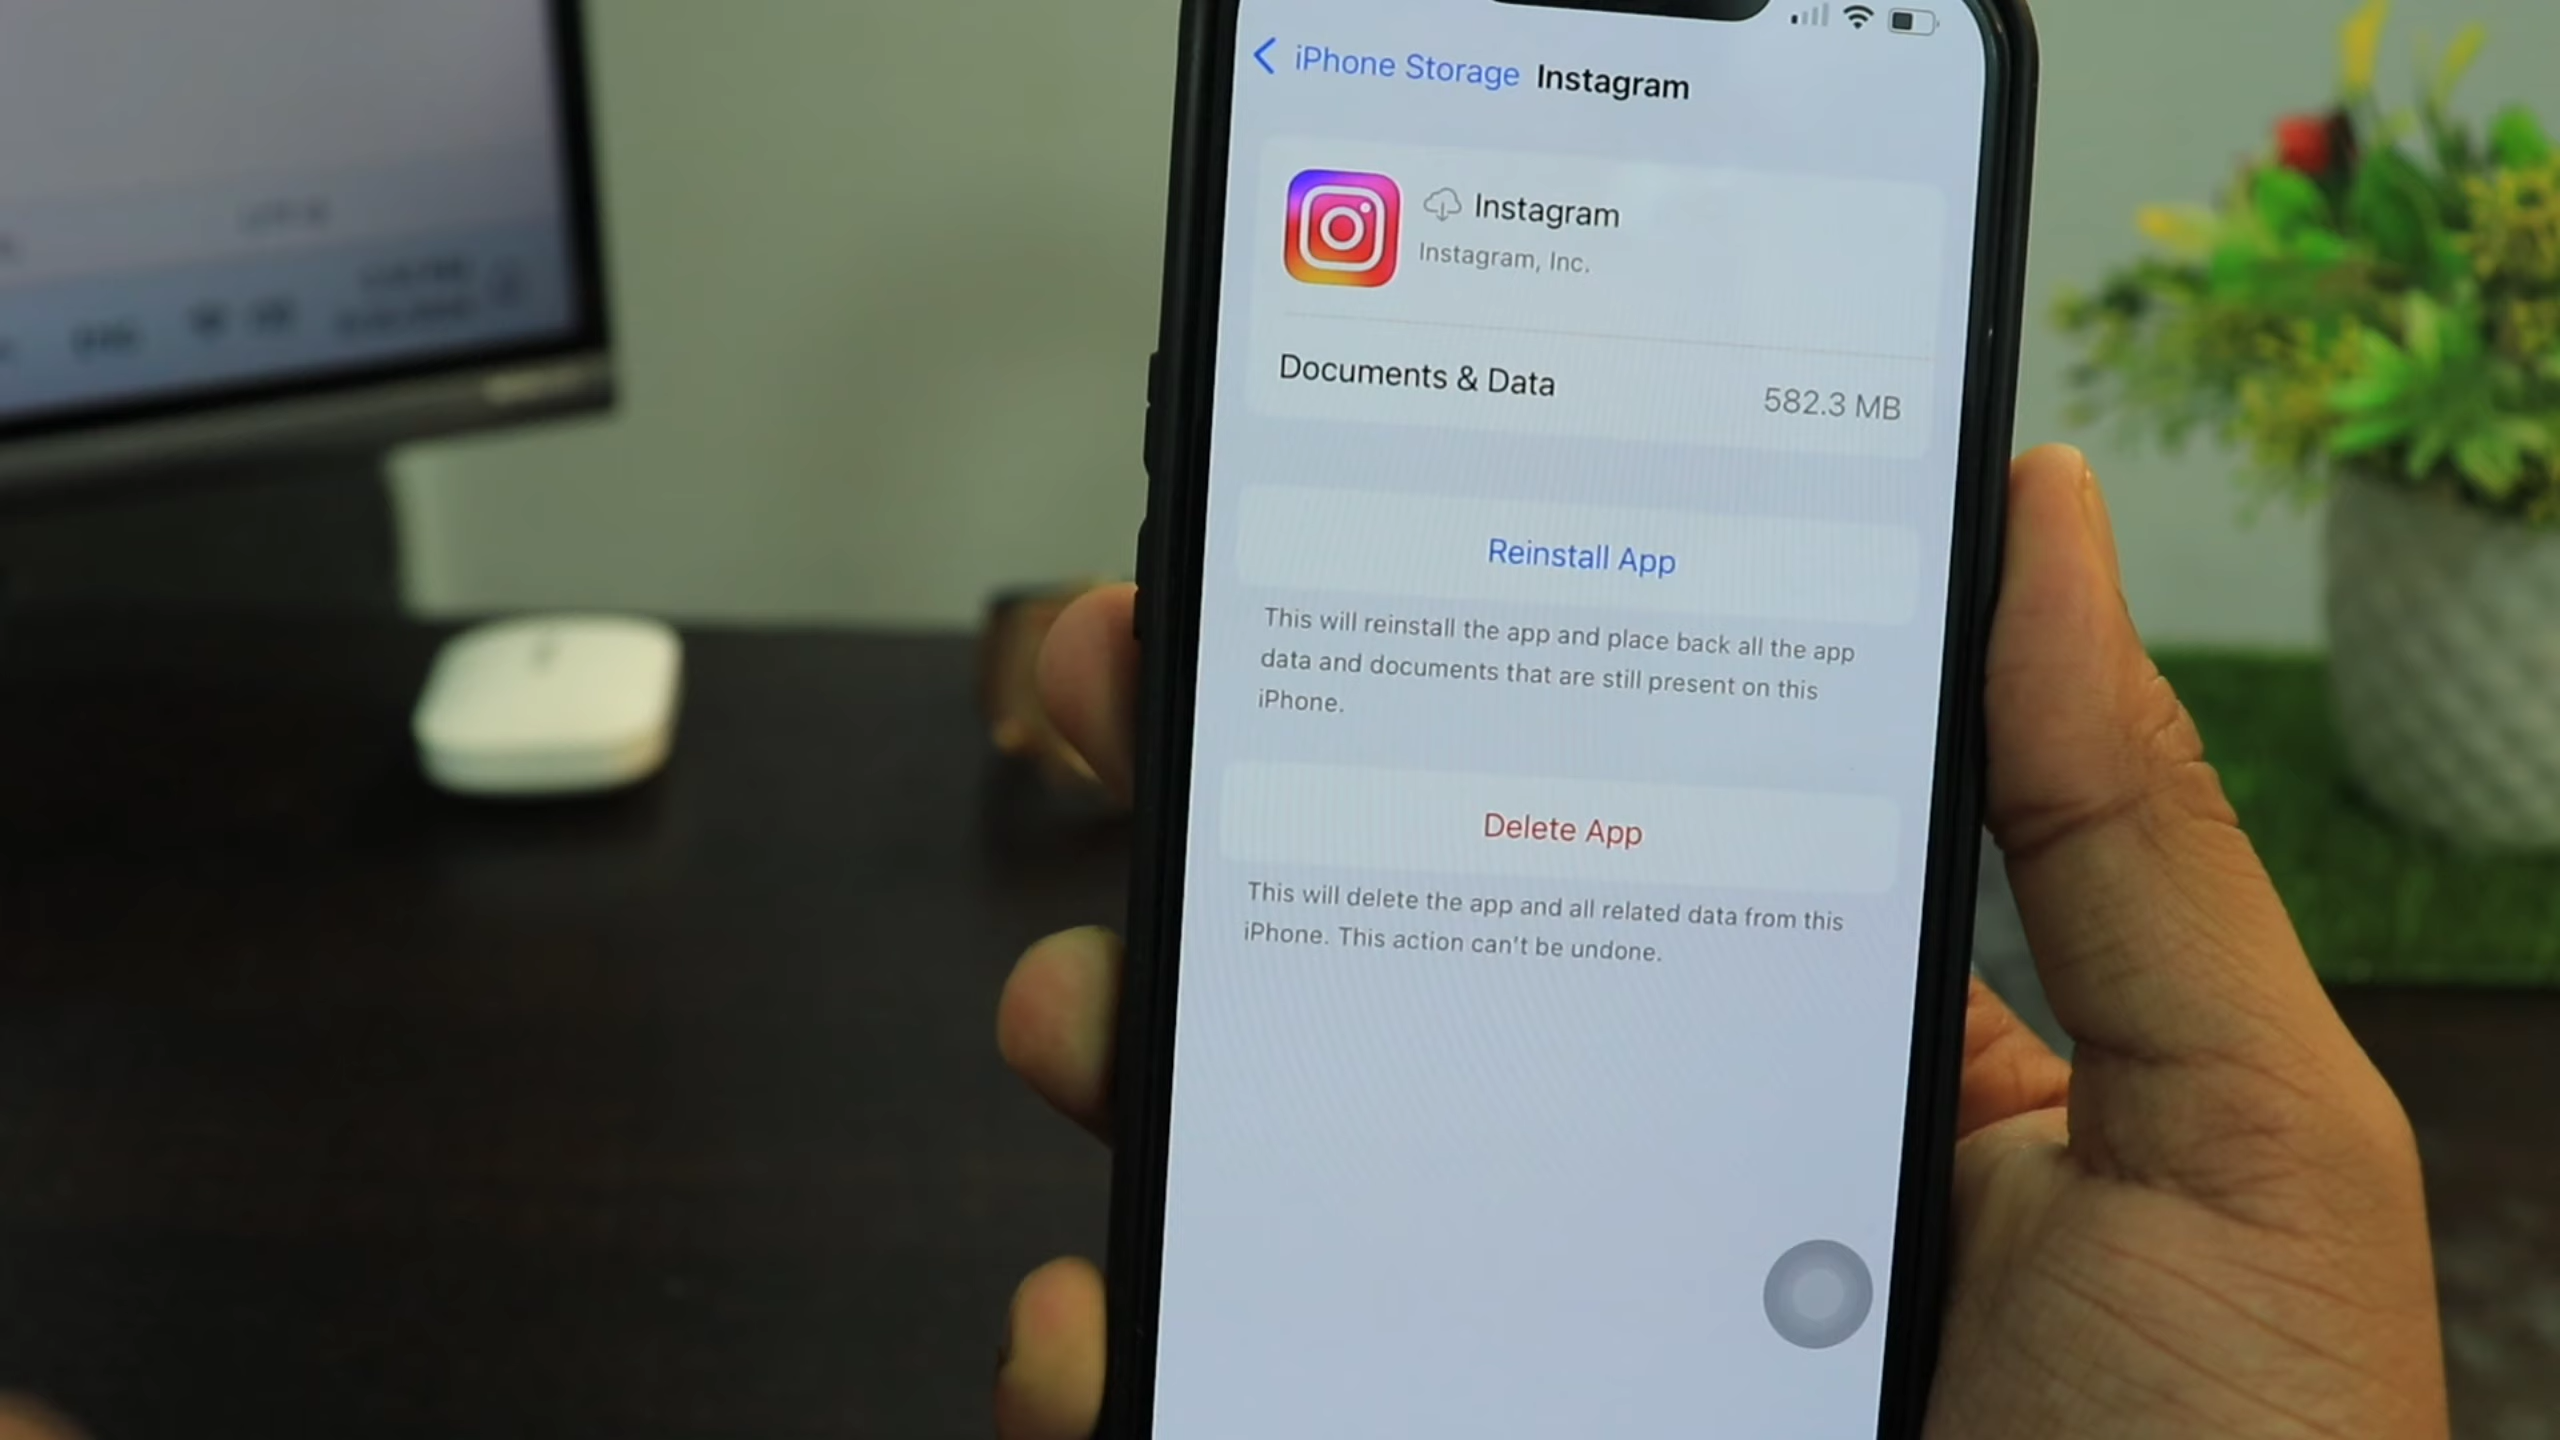 iPhone Storage Instagram
Instagram
Instagram, Inc.
Documents & Data 582.3 MB
Reinstall App
This will reinstall the app and place back all the app
data and documents that are still present on this
iPhone.
Delete App
This will delete the app and all related data from this
iPhone. This action can't be undone.